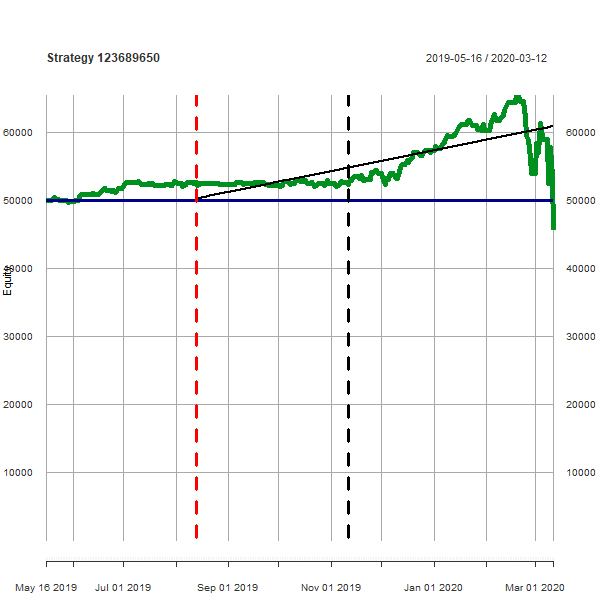 Strategy 123689650
2019-05-16 / 2020-03-12
60000
60000
50000
50000
Equity
40000
40000
30000
30000
20000
20000
10000
10000
May 16 2019
Jul 01 2019
Sep 01 2019
Nov 01 2019
Jan 01 2020
Mar 01 2020